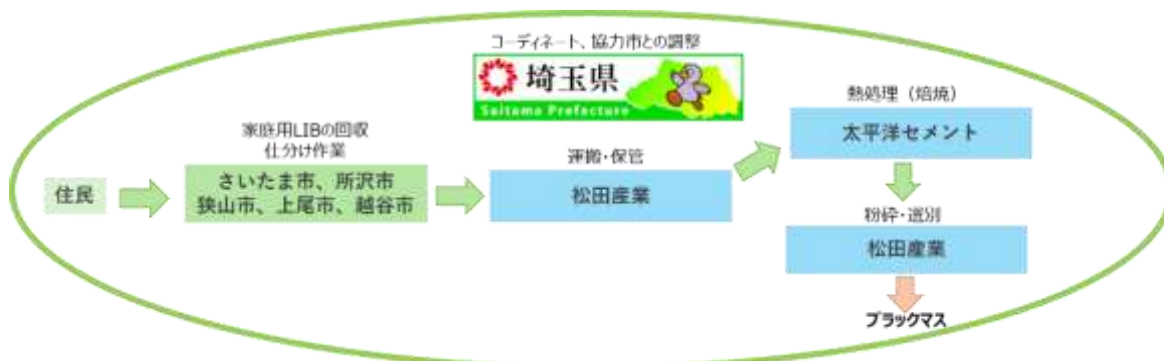 コーディネート、協力市との調整
埼玉県
Saitama Prefecture
家庭用LIBの回収
仕分け作業
住民
さいたま市、所沢市
狭山市、上尾市、越谷市
運搬・保管
松田産業
熱処理（焙焼）
太平洋セメント
粉砕・選別
松田産業
ブラックマス